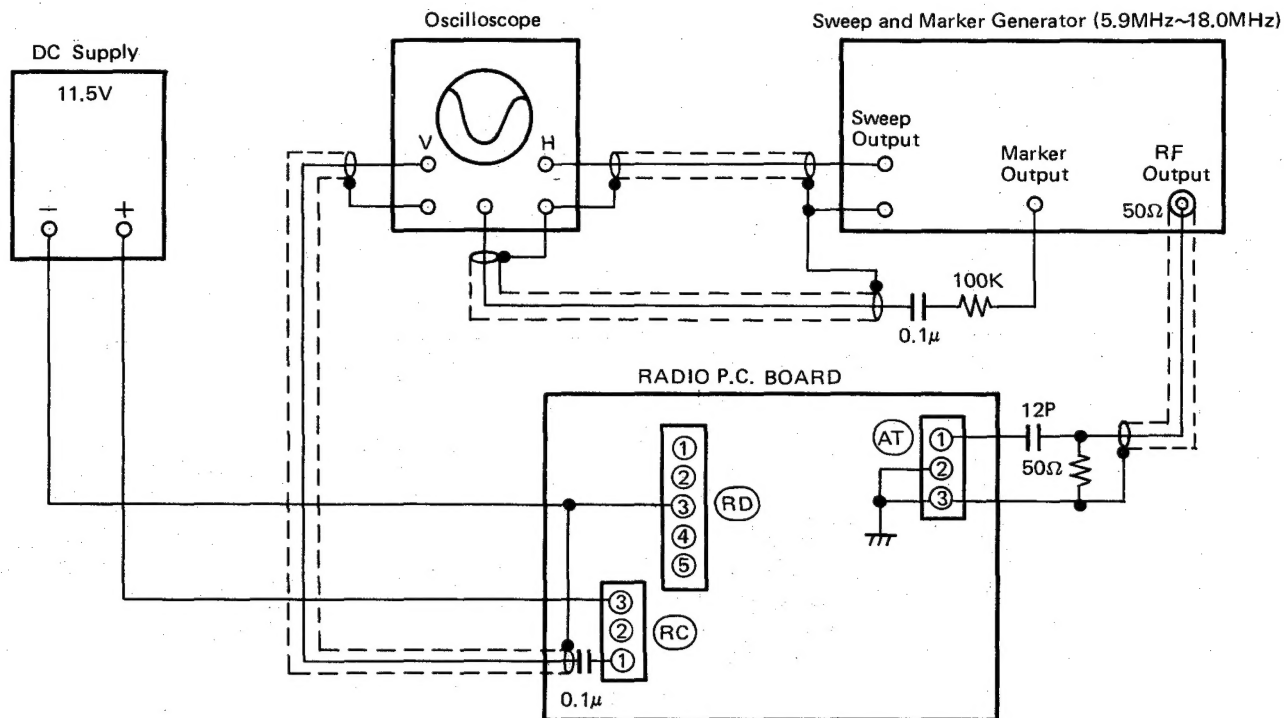 Oscilloscope
Sweep and Marker Generator (5.9MHz~18.0MHz)
DC Supply
11.5V
− +
V H
Sweep
Output
Marker
Output
RF
Output
50Ω
100K
0.1μ
RADIO P.C. BOARD
AT
①
②
③
12P
50Ω
①
②
③
④
⑤
RD
③
②
①
RC
0.1μ